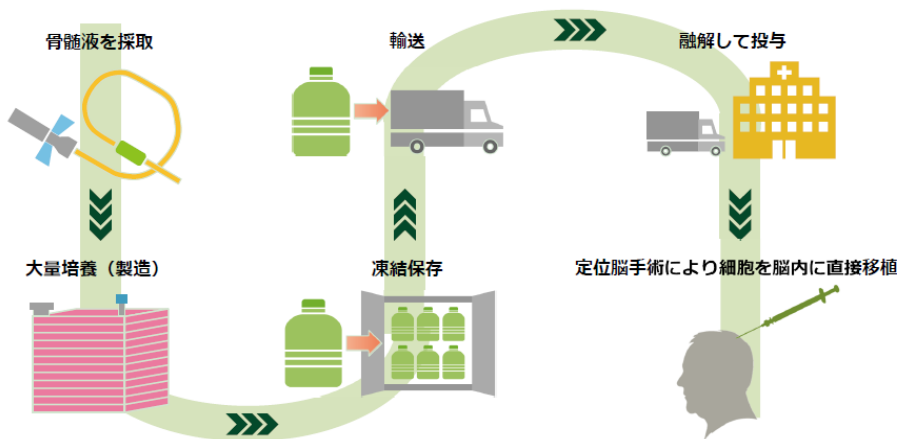 骨髄液を採取
大量培養（製造）
凍結保存
輸送
融解して投与
定位脳手術により細胞を脳内に直接移植